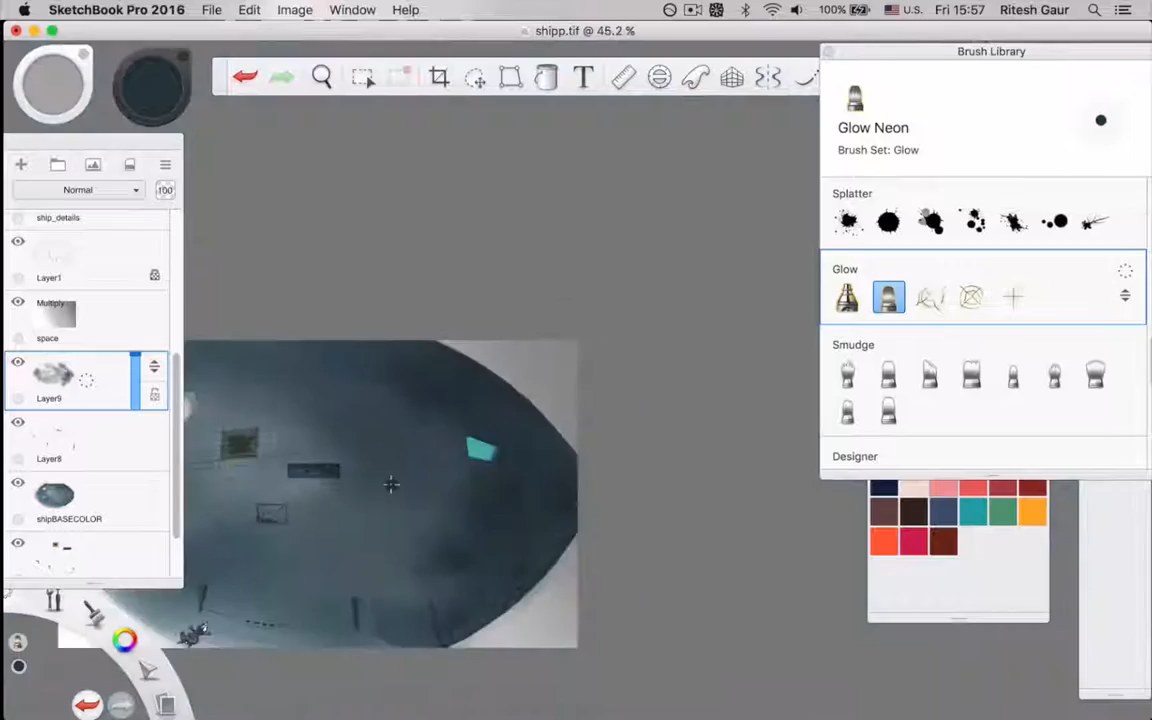 SketchBook Pro 2016 File Edit Image Window Help 100% U.S. Fri 15:57 Ritesh Gaur
shipp.tif @ 45.2 %
Brush Library
T
Glow Neon
Brush Set: Glow
Normal 100
Splatter
ship_details
Glow
Layer1
Multiply
space
Smudge
Layer9
Layer8
Designer
shipBASECOLOR